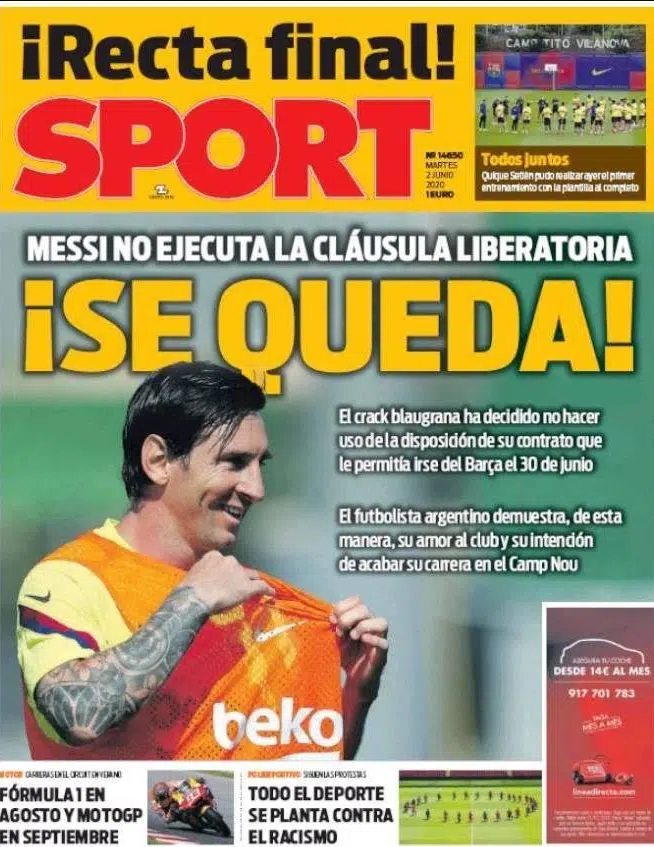 ¡Recta final!
SPORT
Nº 14650
MARTES
2 JUNIO
2020
1 EURO
CAMP TITO VILANOVA
Todos juntos
Quique Setién pudo realizar ayer el primer
entrenamiento con la plantilla al completo
MESSI NO EJECUTA LA CLÁUSULA LIBERATORIA
¡SE QUEDA!
El crack blaugrana ha decidido no hacer
uso de la disposición de su contrato que
le permitía irse del Barça el 30 de junio
El futbolista argentino demuestra, de esta
manera, su amor al club y su intención
de acabar su carrera en el Camp Nou
beko
ASEGURA TU COCHE
DESDE 14€ AL MES
917 701 783
PAGA
MES A MES
lineadirecta.com
MOTOR CARRERAS EN EL CIRCUIT EN VERANO
FÓRMULA 1 EN
AGOSTO Y MOTOGP
EN SEPTIEMBRE
POLIDEPORTIVO SIGUEN LAS PROTESTAS
TODO EL DEPORTE
SE PLANTA CONTRA
EL RACISMO